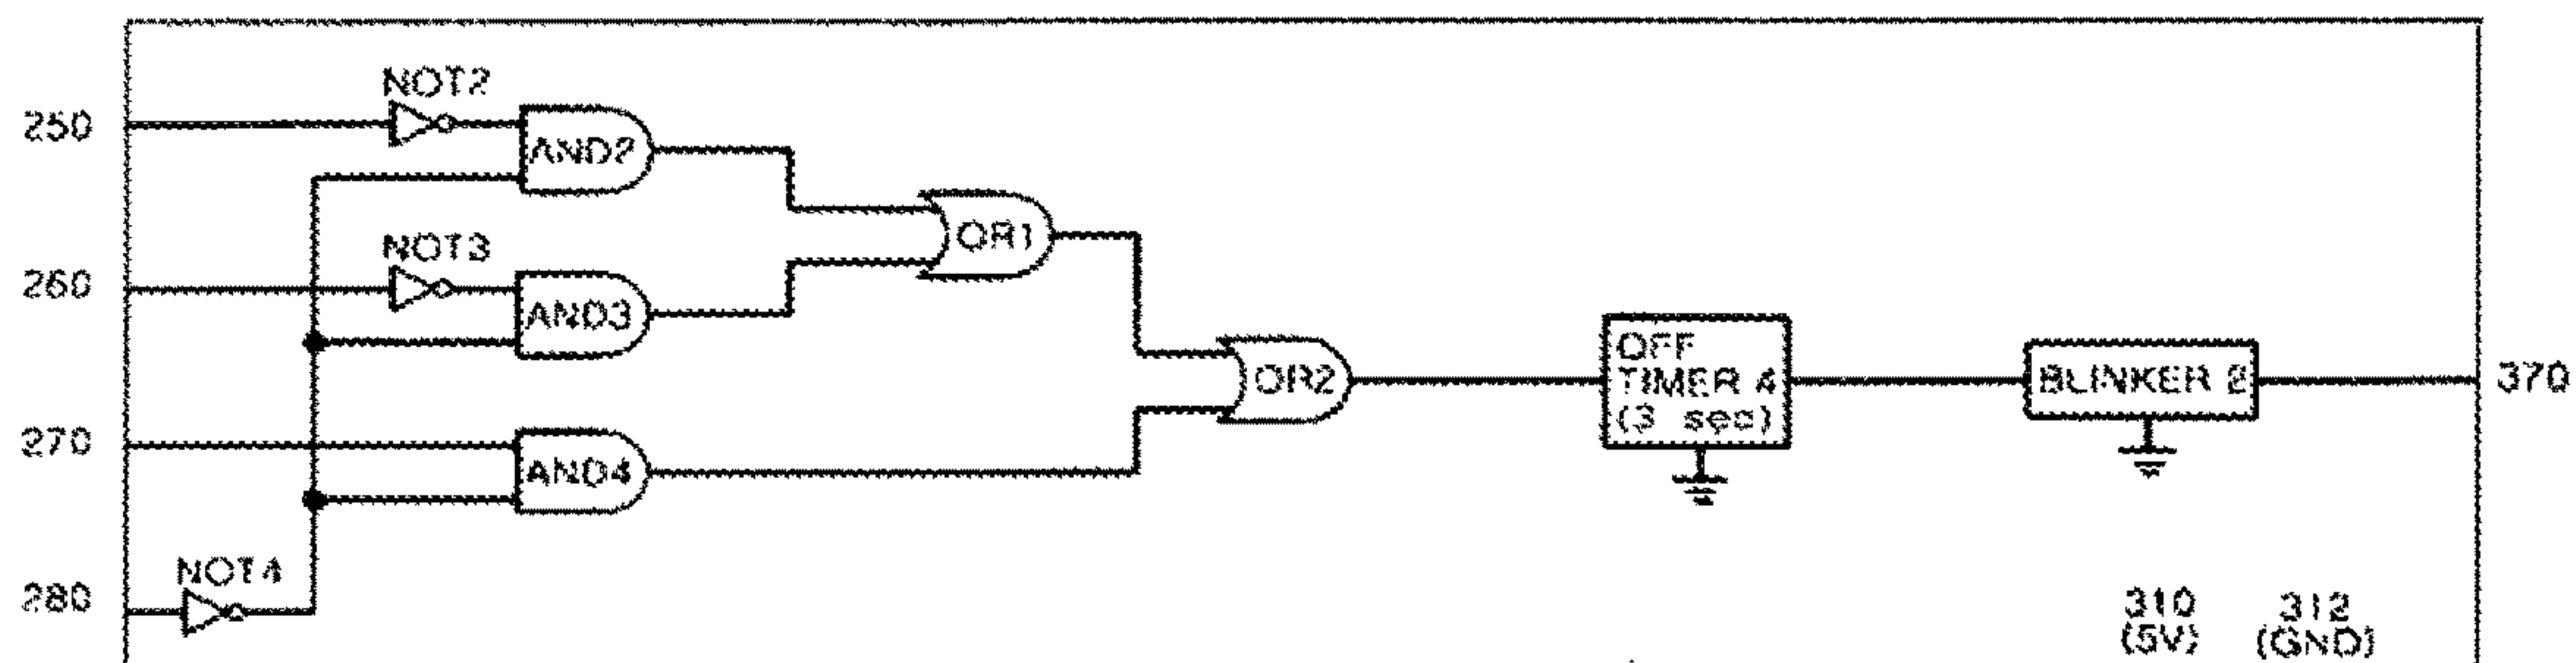 NOT2
250
AND2
NOT3
OR1
260
AND3
OFF
TIMER 4
(3 sec)
OR2
BLINKER 2
370
270
AND4
NOT4
280
310
(5V)
312
(GND)